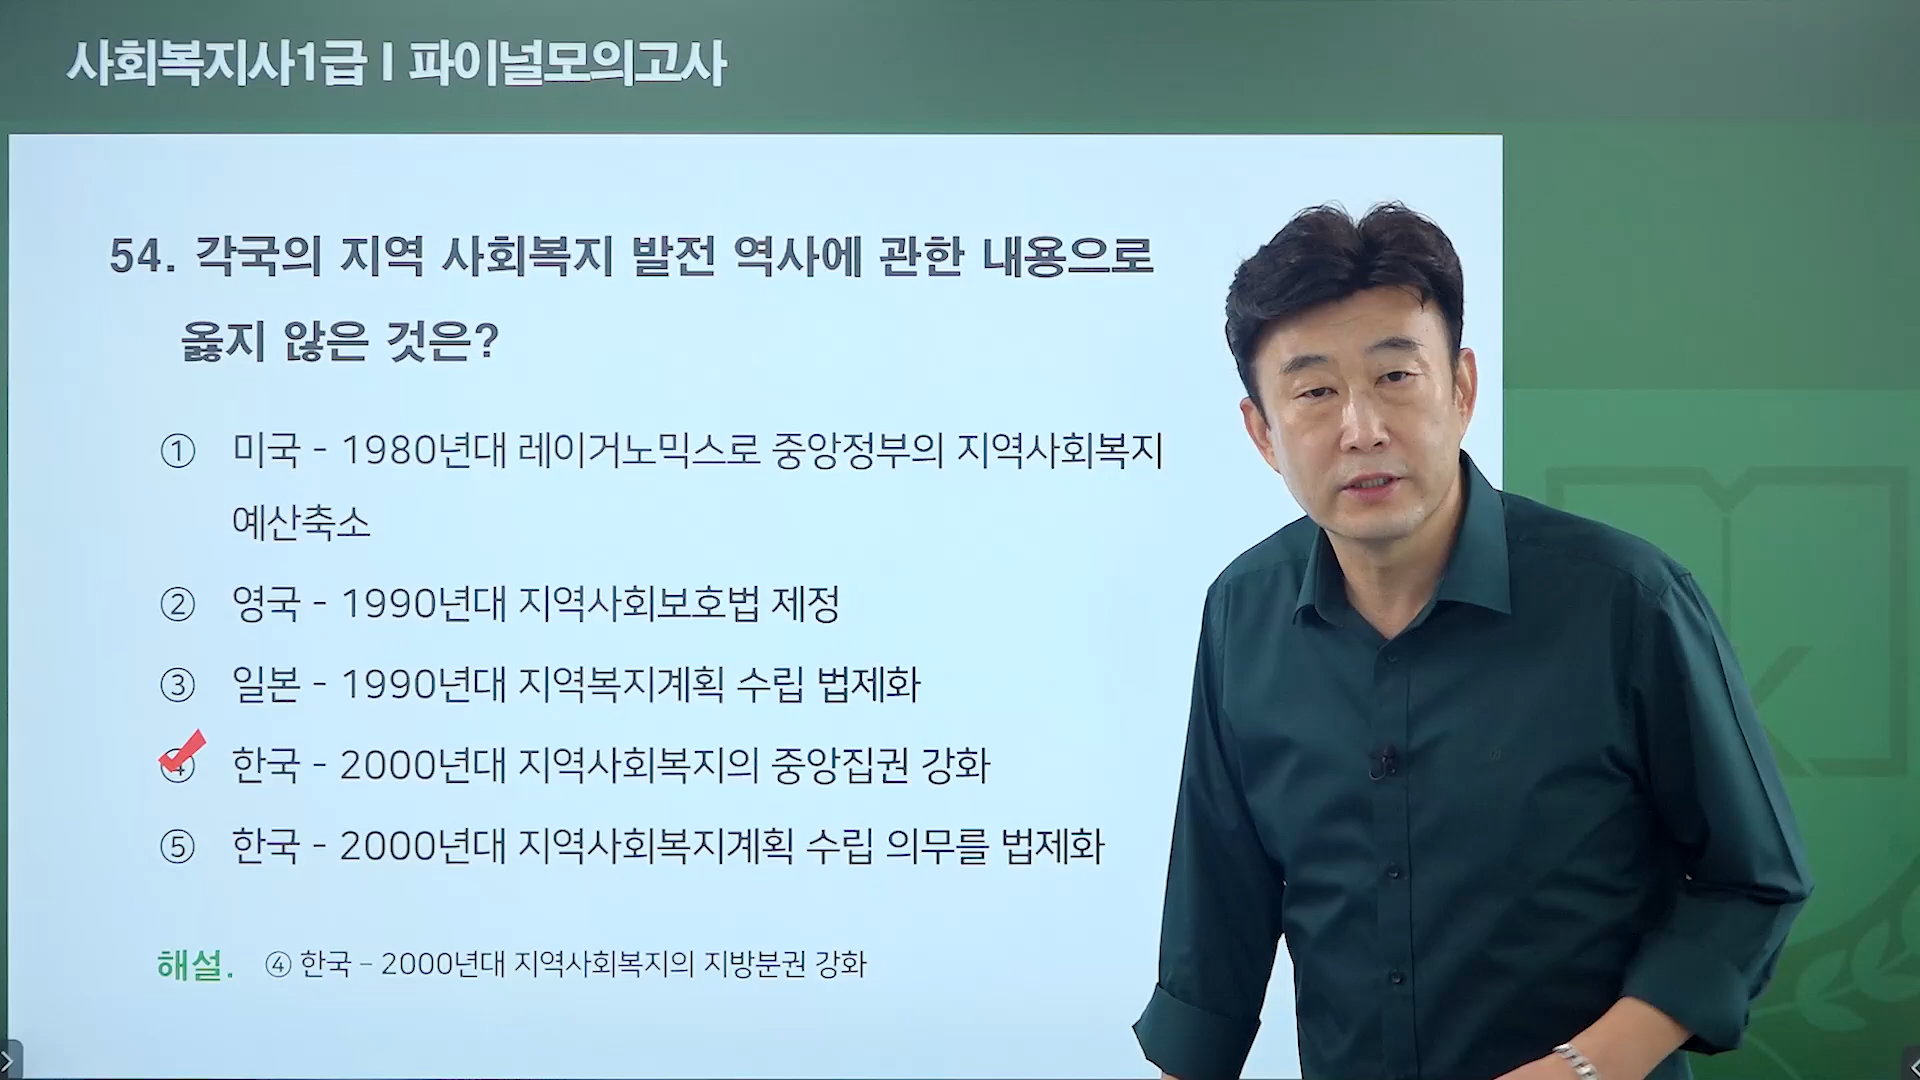 사회복지사1급 I 파이널모의고사
54. 각국의 지역 사회복지 발전 역사에 관한 내용으로
옳지 않은 것은?
① 미국 - 1980년대 레이거노믹스로 중앙정부의 지역사회복지
예산축소
② 영국 - 1990년대 지역사회보호법 제정
③ 일본 - 1990년대 지역복지계획 수립 법제화
④ 한국 - 2000년대 지역사회복지의 중앙집권 강화
⑤ 한국 - 2000년대 지역사회복지계획 수립 의무를 법제화
해설. ④ 한국 - 2000년대 지역사회복지의 지방분권 강화